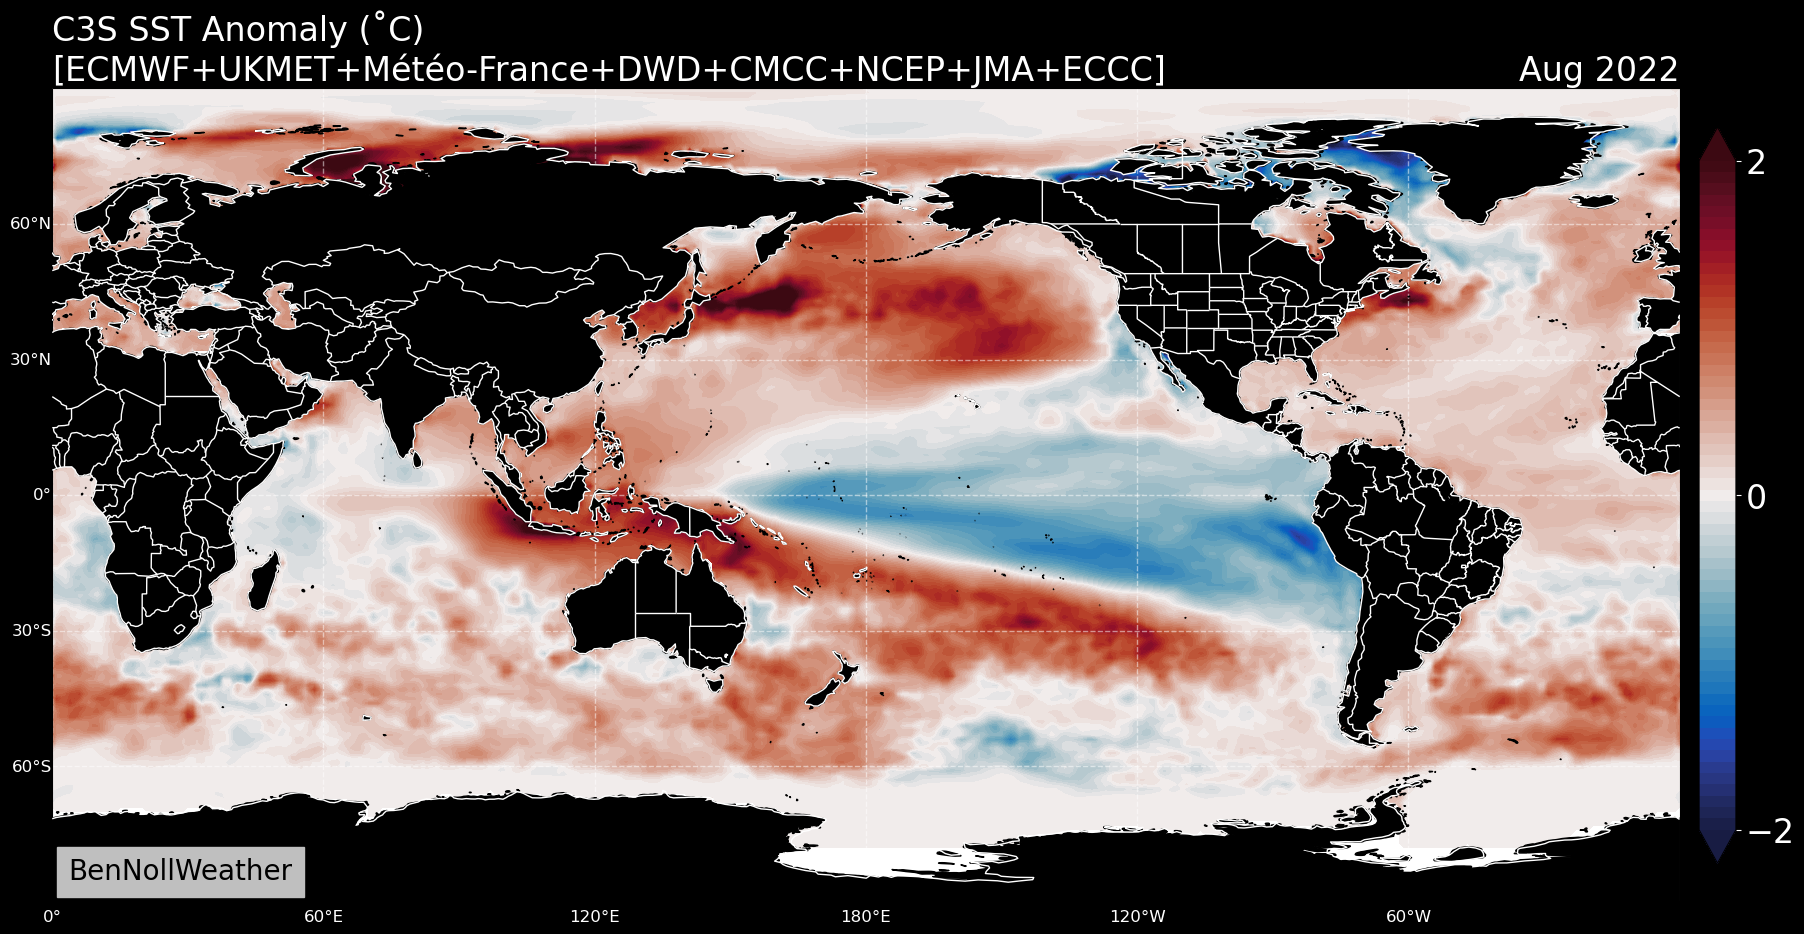 C3S SST Anomaly (˚C)
[ECMWF+UKMET+Météo-France+DWD+CMCC+NCEP+JMA+ECCC]
Aug 2022
60°N
30°N
0°
30°S
60°S
2
0
−2
BenNollWeather
0°
60°E
120°E
180°E
120°W
60°W